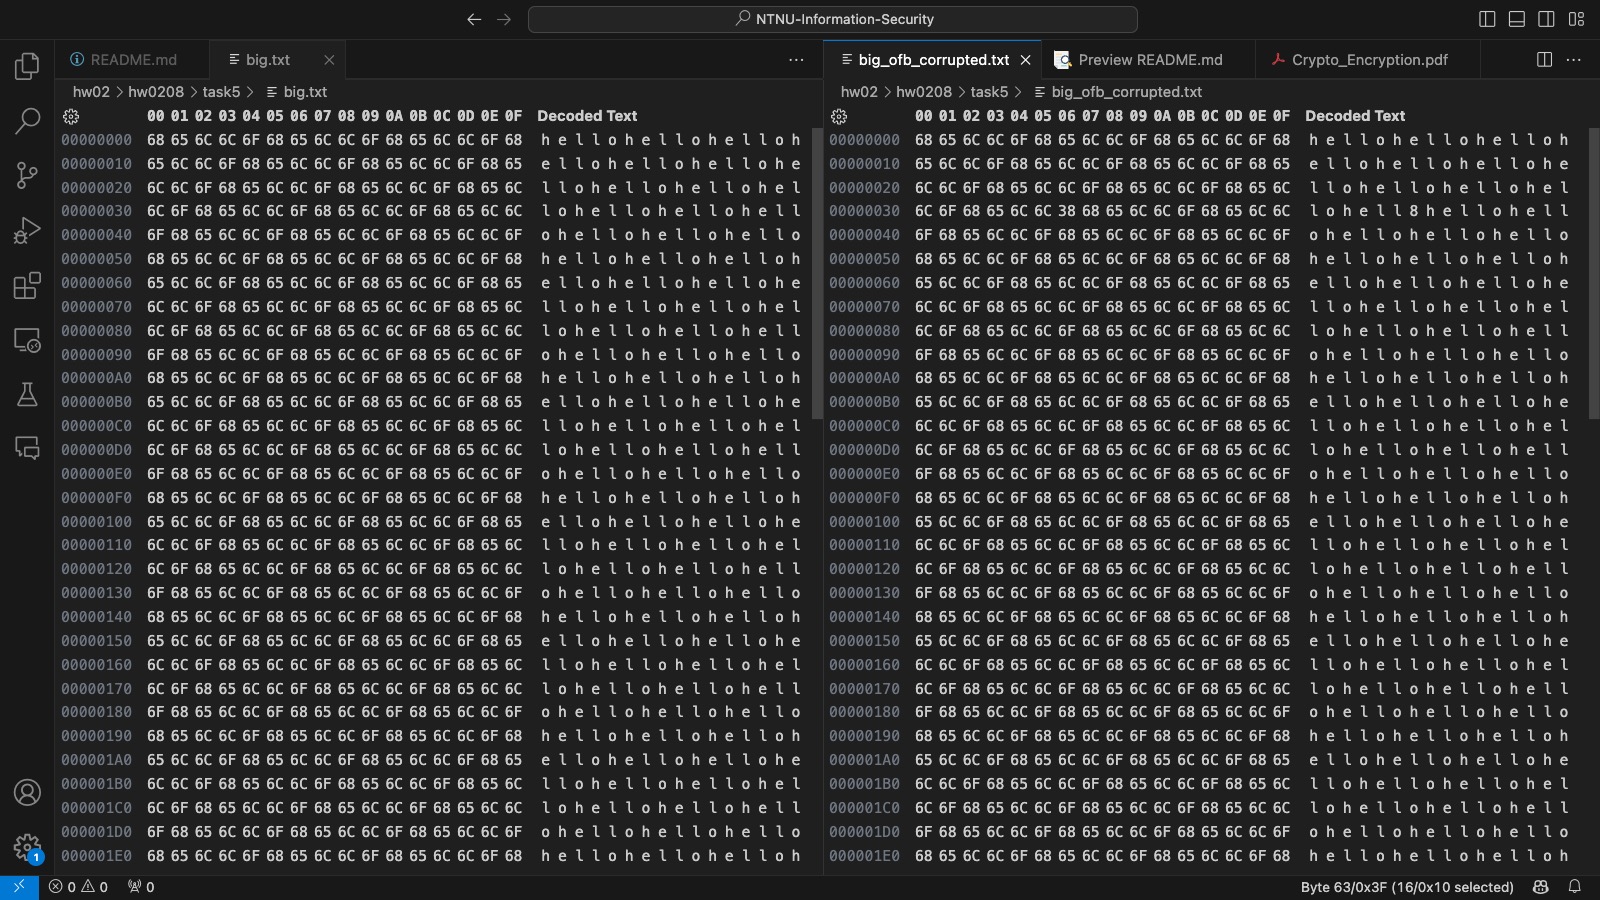 NTNU-Information-Security
README.md
big.txt
hw02 > hw0208 > task5 > big.txt
00 01 02 03 04 05 06 07 08 09 0A 0B 0C 0D 0E 0F Decoded Text
00000000 68 65 6C 6C 6F 68 65 6C 6C 6F 68 65 6C 6C 6F 68 h e l l o h e l l o h e l l o h
00000010 65 6C 6C 6F 68 65 6C 6C 6F 68 65 6C 6C 6F 68 65 e l l o h e l l o h e l l o h e
00000020 6C 6C 6F 68 65 6C 6C 6F 68 65 6C 6C 6F 68 65 6C l l o h e l l o h e l l o h e l
00000030 6C 6F 68 65 6C 6C 6F 68 65 6C 6C 6F 68 65 6C 6C l o h e l l o h e l l o h e l l
00000040 6F 68 65 6C 6C 6F 68 65 6C 6C 6F 68 65 6C 6C 6F o h e l l o h e l l o h e l l o
00000050 68 65 6C 6C 6F 68 65 6C 6C 6F 68 65 6C 6C 6F 68 h e l l o h e l l o h e l l o h
00000060 65 6C 6C 6F 68 65 6C 6C 6F 68 65 6C 6C 6F 68 65 e l l o h e l l o h e l l o h e
00000070 6C 6C 6F 68 65 6C 6C 6F 68 65 6C 6C 6F 68 65 6C l l o h e l l o h e l l o h e l
00000080 6C 6F 68 65 6C 6C 6F 68 65 6C 6C 6F 68 65 6C 6C l o h e l l o h e l l o h e l l
00000090 6F 68 65 6C 6C 6F 68 65 6C 6C 6F 68 65 6C 6C 6F o h e l l o h e l l o h e l l o
000000A0 68 65 6C 6C 6F 68 65 6C 6C 6F 68 65 6C 6C 6F 68 h e l l o h e l l o h e l l o h
000000B0 65 6C 6C 6F 68 65 6C 6C 6F 68 65 6C 6C 6F 68 65 e l l o h e l l o h e l l o h e
000000C0 6C 6C 6F 68 65 6C 6C 6F 68 65 6C 6C 6F 68 65 6C l l o h e l l o h e l l o h e l
000000D0 6C 6F 68 65 6C 6C 6F 68 65 6C 6C 6F 68 65 6C 6C l o h e l l o h e l l o h e l l
000000E0 6F 68 65 6C 6C 6F 68 65 6C 6C 6F 68 65 6C 6C 6F o h e l l o h e l l o h e l l o
000000F0 68 65 6C 6C 6F 68 65 6C 6C 6F 68 65 6C 6C 6F 68 h e l l o h e l l o h e l l o h
00000100 65 6C 6C 6F 68 65 6C 6C 6F 68 65 6C 6C 6F 68 65 e l l o h e l l o h e l l o h e
00000110 6C 6C 6F 68 65 6C 6C 6F 68 65 6C 6C 6F 68 65 6C l l o h e l l o h e l l o h e l
00000120 6C 6F 68 65 6C 6C 6F 68 65 6C 6C 6F 68 65 6C 6C l o h e l l o h e l l o h e l l
00000130 6F 68 65 6C 6C 6F 68 65 6C 6C 6F 68 65 6C 6C 6F o h e l l o h e l l o h e l l o
00000140 68 65 6C 6C 6F 68 65 6C 6C 6F 68 65 6C 6C 6F 68 h e l l o h e l l o h e l l o h
00000150 65 6C 6C 6F 68 65 6C 6C 6F 68 65 6C 6C 6F 68 65 e l l o h e l l o h e l l o h e
00000160 6C 6C 6F 68 65 6C 6C 6F 68 65 6C 6C 6F 68 65 6C l l o h e l l o h e l l o h e l
00000170 6C 6F 68 65 6C 6C 6F 68 65 6C 6C 6F 68 65 6C 6C l o h e l l o h e l l o h e l l
00000180 6F 68 65 6C 6C 6F 68 65 6C 6C 6F 68 65 6C 6C 6F o h e l l o h e l l o h e l l o
00000190 68 65 6C 6C 6F 68 65 6C 6C 6F 68 65 6C 6C 6F 68 h e l l o h e l l o h e l l o h
000001A0 65 6C 6C 6F 68 65 6C 6C 6F 68 65 6C 6C 6F 68 65 e l l o h e l l o h e l l o h e
000001B0 6C 6C 6F 68 65 6C 6C 6F 68 65 6C 6C 6F 68 65 6C l l o h e l l o h e l l o h e l
000001C0 6C 6F 68 65 6C 6C 6F 68 65 6C 6C 6F 68 65 6C 6C l o h e l l o h e l l o h e l l
000001D0 6F 68 65 6C 6C 6F 68 65 6C 6C 6F 68 65 6C 6C 6F o h e l l o h e l l o h e l l o
000001E0 68 65 6C 6C 6F 68 65 6C 6C 6F 68 65 6C 6C 6F 68 h e l l o h e l l o h e l l o h
big_ofb_corrupted.txt
Preview README.md
Crypto_Encryption.pdf
hw02 > hw0208 > task5 > big_ofb_corrupted.txt
00 01 02 03 04 05 06 07 08 09 0A 0B 0C 0D 0E 0F Decoded Text
00000000 68 65 6C 6C 6F 68 65 6C 6C 6F 68 65 6C 6C 6F 68 h e l l o h e l l o h e l l o h
00000010 65 6C 6C 6F 68 65 6C 6C 6F 68 65 6C 6C 6F 68 65 e l l o h e l l o h e l l o h e
00000020 6C 6C 6F 68 65 6C 6C 6F 68 65 6C 6C 6F 68 65 6C l l o h e l l o h e l l o h e l
00000030 6C 6F 68 65 6C 6C 38 68 65 6C 6C 6F 68 65 6C 6C l o h e l l 8 h e l l o h e l l
00000040 6F 68 65 6C 6C 6F 68 65 6C 6C 6F 68 65 6C 6C 6F o h e l l o h e l l o h e l l o
00000050 68 65 6C 6C 6F 68 65 6C 6C 6F 68 65 6C 6C 6F 68 h e l l o h e l l o h e l l o h
00000060 65 6C 6C 6F 68 65 6C 6C 6F 68 65 6C 6C 6F 68 65 e l l o h e l l o h e l l o h e
00000070 6C 6C 6F 68 65 6C 6C 6F 68 65 6C 6C 6F 68 65 6C l l o h e l l o h e l l o h e l
00000080 6C 6F 68 65 6C 6C 6F 68 65 6C 6C 6F 68 65 6C 6C l o h e l l o h e l l o h e l l
00000090 6F 68 65 6C 6C 6F 68 65 6C 6C 6F 68 65 6C 6C 6F o h e l l o h e l l o h e l l o
000000A0 68 65 6C 6C 6F 68 65 6C 6C 6F 68 65 6C 6C 6F 68 h e l l o h e l l o h e l l o h
000000B0 65 6C 6C 6F 68 65 6C 6C 6F 68 65 6C 6C 6F 68 65 e l l o h e l l o h e l l o h e
000000C0 6C 6C 6F 68 65 6C 6C 6F 68 65 6C 6C 6F 68 65 6C l l o h e l l o h e l l o h e l
000000D0 6C 6F 68 65 6C 6C 6F 68 65 6C 6C 6F 68 65 6C 6C l o h e l l o h e l l o h e l l
000000E0 6F 68 65 6C 6C 6F 68 65 6C 6C 6F 68 65 6C 6C 6F o h e l l o h e l l o h e l l o
000000F0 68 65 6C 6C 6F 68 65 6C 6C 6F 68 65 6C 6C 6F 68 h e l l o h e l l o h e l l o h
00000100 65 6C 6C 6F 68 65 6C 6C 6F 68 65 6C 6C 6F 68 65 e l l o h e l l o h e l l o h e
00000110 6C 6C 6F 68 65 6C 6C 6F 68 65 6C 6C 6F 68 65 6C l l o h e l l o h e l l o h e l
00000120 6C 6F 68 65 6C 6C 6F 68 65 6C 6C 6F 68 65 6C 6C l o h e l l o h e l l o h e l l
00000130 6F 68 65 6C 6C 6F 68 65 6C 6C 6F 68 65 6C 6C 6F o h e l l o h e l l o h e l l o
00000140 68 65 6C 6C 6F 68 65 6C 6C 6F 68 65 6C 6C 6F 68 h e l l o h e l l o h e l l o h
00000150 65 6C 6C 6F 68 65 6C 6C 6F 68 65 6C 6C 6F 68 65 e l l o h e l l o h e l l o h e
00000160 6C 6C 6F 68 65 6C 6C 6F 68 65 6C 6C 6F 68 65 6C l l o h e l l o h e l l o h e l
00000170 6C 6F 68 65 6C 6C 6F 68 65 6C 6C 6F 68 65 6C 6C l o h e l l o h e l l o h e l l
00000180 6F 68 65 6C 6C 6F 68 65 6C 6C 6F 68 65 6C 6C 6F o h e l l o h e l l o h e l l o
00000190 68 65 6C 6C 6F 68 65 6C 6C 6F 68 65 6C 6C 6F 68 h e l l o h e l l o h e l l o h
000001A0 65 6C 6C 6F 68 65 6C 6C 6F 68 65 6C 6C 6F 68 65 e l l o h e l l o h e l l o h e
000001B0 6C 6C 6F 68 65 6C 6C 6F 68 65 6C 6C 6F 68 65 6C l l o h e l l o h e l l o h e l
000001C0 6C 6F 68 65 6C 6C 6F 68 65 6C 6C 6F 68 65 6C 6C l o h e l l o h e l l o h e l l
000001D0 6F 68 65 6C 6C 6F 68 65 6C 6C 6F 68 65 6C 6C 6F o h e l l o h e l l o h e l l o
000001E0 68 65 6C 6C 6F 68 65 6C 6C 6F 68 65 6C 6C 6F 68 h e l l o h e l l o h e l l o h
1
0 0 0
Byte 63/0x3F (16/0x10 selected)